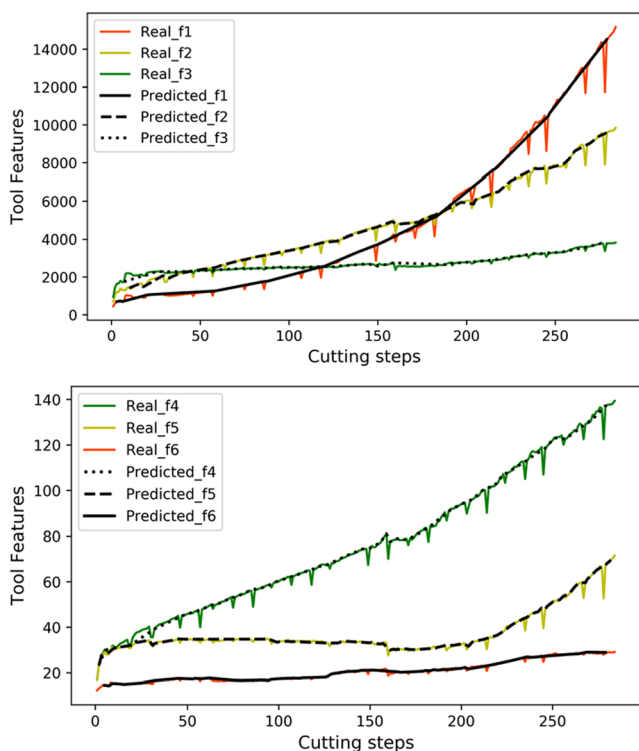 Real_f1
Real_f2
Real_f3
Predicted_f1
Predicted_f2
Predicted_f3
Tool Features
14000
12000
10000
8000
6000
4000
2000
0
0 50 100 150 200 250
Cutting steps
Real_f4
Real_f5
Real_f6
Predicted_f4
Predicted_f5
Predicted_f6
Tool Features
140
120
100
80
60
40
20
0 50 100 150 200 250
Cutting steps